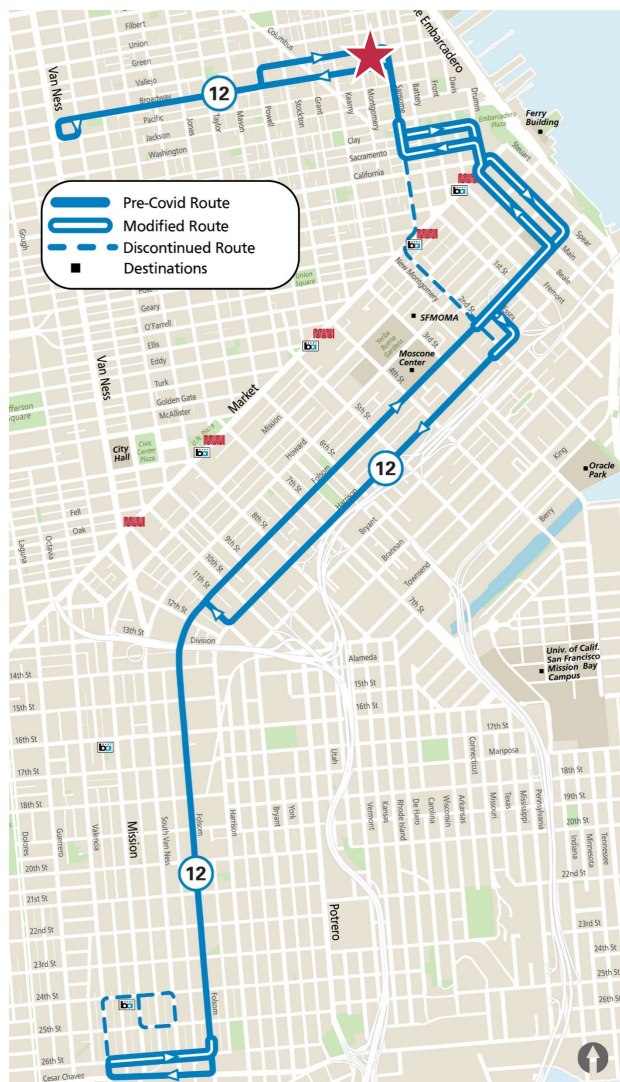 Filbert
Union
Green
Vallejo
Broadway
Pacific
Jackson
Washington
Columbus
The Embarcadero
Van Ness
12
Jones
Taylor
Mason
Powell
Stockton
Grant
Kearny
Montgomery
Sansome
Battery
Front
Davis
Drumm
Clay
Sacramento
California
Embarcadero
Plaza
Ferry
Building
Steuart
Pre-Covid Route
Modified Route
Discontinued Route
Destinations
Gough
Post
Geary
O'Farrell
Ellis
Eddy
Turk
Golden Gate
McAllister
Union
Square
New Montgomery
1st St
2nd St
Spear
Main
Beale
Fremont
SFMOMA
Yerba
Buena
Gardens
3rd St
Moscone
Center
4th St
5th St
Van Ness
Market
Mission
Howard
6th St
Folsom
7th St
Harrison
12
Jefferson
Square
City
Hall
Civic
Center
Plaza
U.N. Plaza
King
Oracle
Park
Berry
Fell
Oak
Laguna
Octavia
8th St
9th St
10th St
11th St
12th St
13th St
Division
Bryant
Brannan
Townsend
7th St
Univ. of Calif.
San Francisco
Mission Bay
Campus
Alameda
15th St
16th St
14th St
15th St
16th St
17th St
18th St
Dolores
Guerrero
Valencia
Mission
South Van Ness
Folsom
Harrison
Bryant
York
Utah
Vermont
Kansas
Rhode Island
De Haro
Carolina
Wisconsin
Arkansas
Connecticut
Missouri
Texas
Mississippi
Pennsylvania
17th St
Mariposa
18th St
19th St
20th St
Indiana
Minnesota
Tennessee
22nd St
23rd St
25th St
26th St
20th St
21st St
22nd St
23rd St
24th St
25th St
26th St
Cesar Chavez
12
Potrero
Folsom